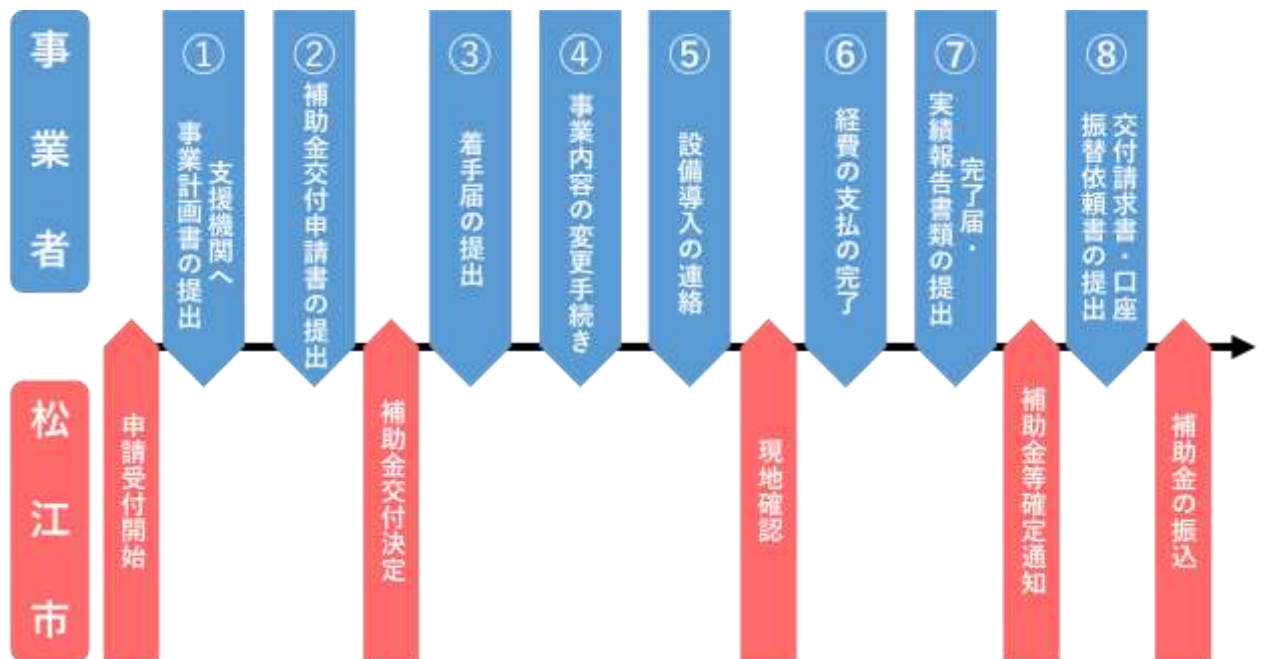 事業者
①
支援機関へ
事業計画書の提出
②
補助金交付申請書の提出
③
着手届の提出
④
事業内容の変更手続き
⑤
設備導入の連絡
⑥
経費の支払の完了
⑦
完了届・
実績報告書類の提出
⑧
交付請求書・口座
振替依頼書の提出
松江市
申請受付開始
補助金交付決定
現地確認
補助金等確定通知
補助金の振込